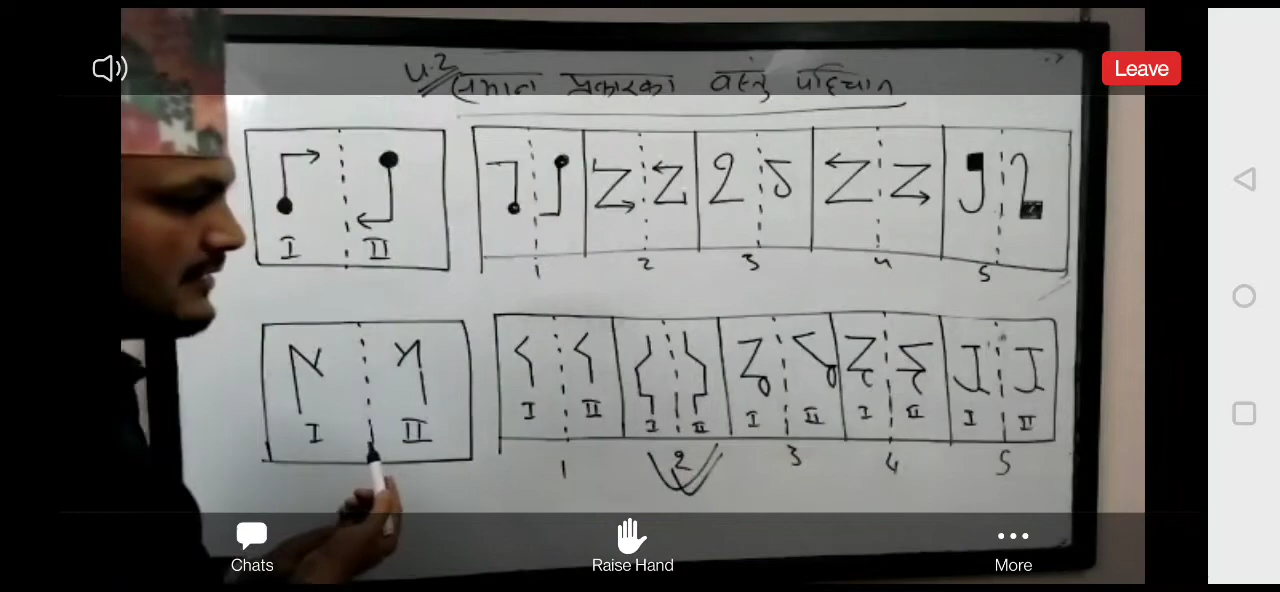 Leave
U.2
समान प्रकारका वस्तु पहिचान
I II
1 2 3 4 5
I II
I II I II I II I II I II
1 2 3 4 5
Chats Raise Hand More